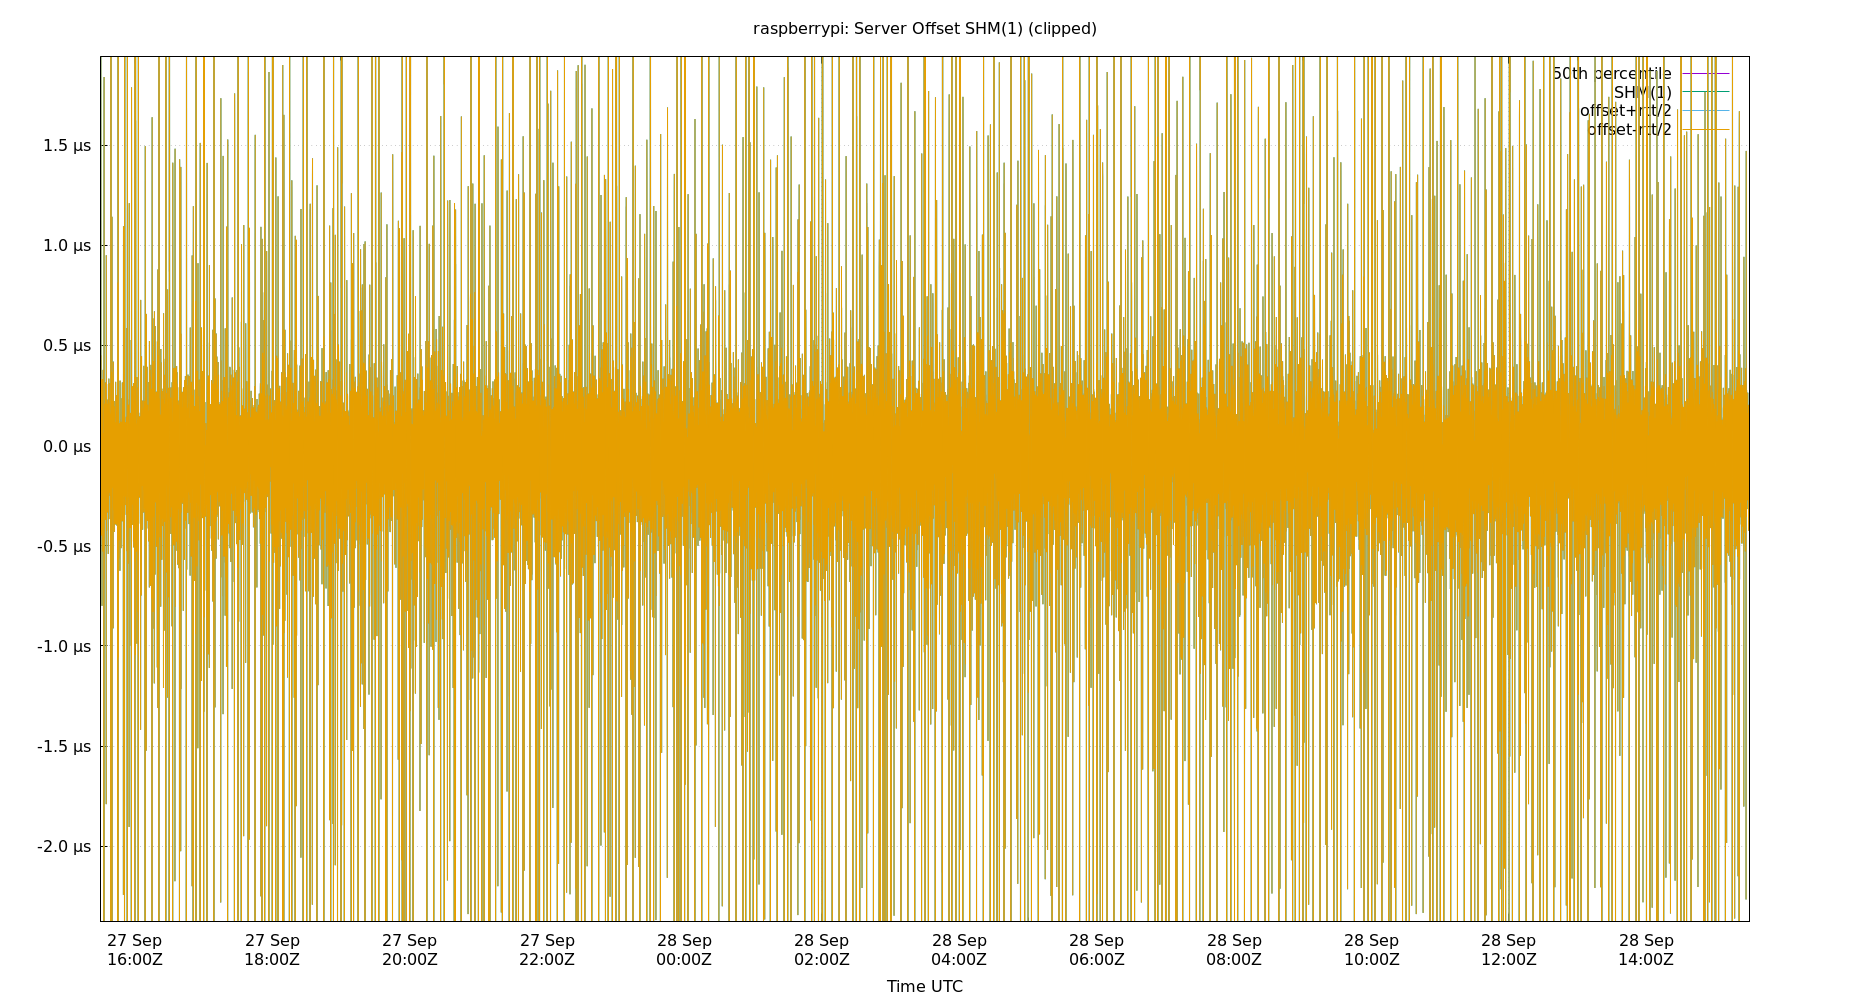 raspberrypi: Server Offset SHM(1) (clipped)
50th percentile
SHM(1)
offset+rtt/2
offset-rtt/2
1.5 µs
1.0 µs
0.5 µs
0.0 µs
-0.5 µs
-1.0 µs
-1.5 µs
-2.0 µs
27 Sep 27 Sep 27 Sep 27 Sep 28 Sep 28 Sep 28 Sep 28 Sep 28 Sep 28 Sep 28 Sep 28 Sep
16:00Z 18:00Z 20:00Z 22:00Z 00:00Z 02:00Z 04:00Z 06:00Z 08:00Z 10:00Z 12:00Z 14:00Z
Time UTC